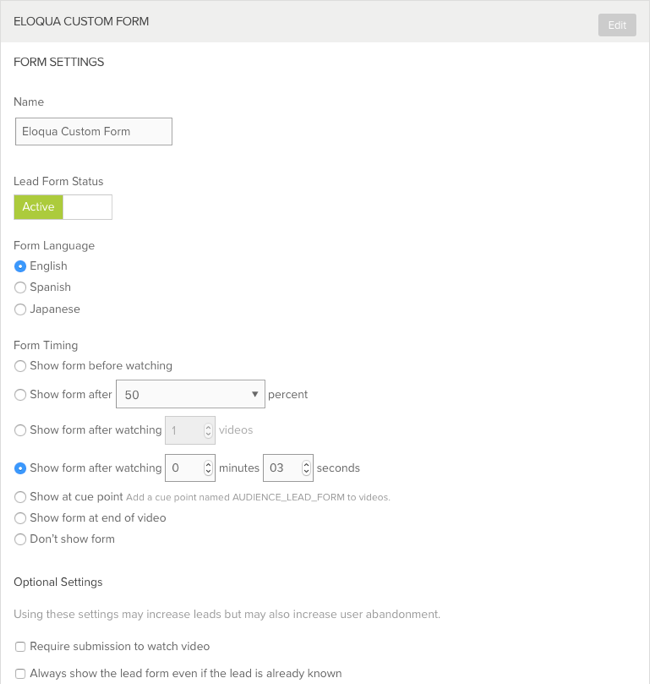 ELOQUA CUSTOM FORM
Edit
FORM SETTINGS
Name
Eloqua Custom Form
Lead Form Status
Active
Form Language
English
Spanish
Japanese
Form Timing
Show form before watching
Show form after 50 percent
Show form after watching 1 videos
Show form after watching 0 minutes 03 seconds
Show at cue point Add a cue point named AUDIENCE_LEAD_FORM to videos.
Show form at end of video
Don't show form
Optional Settings
Using these settings may increase leads but may also increase user abandonment.
Require submission to watch video
Always show the lead form even if the lead is already known